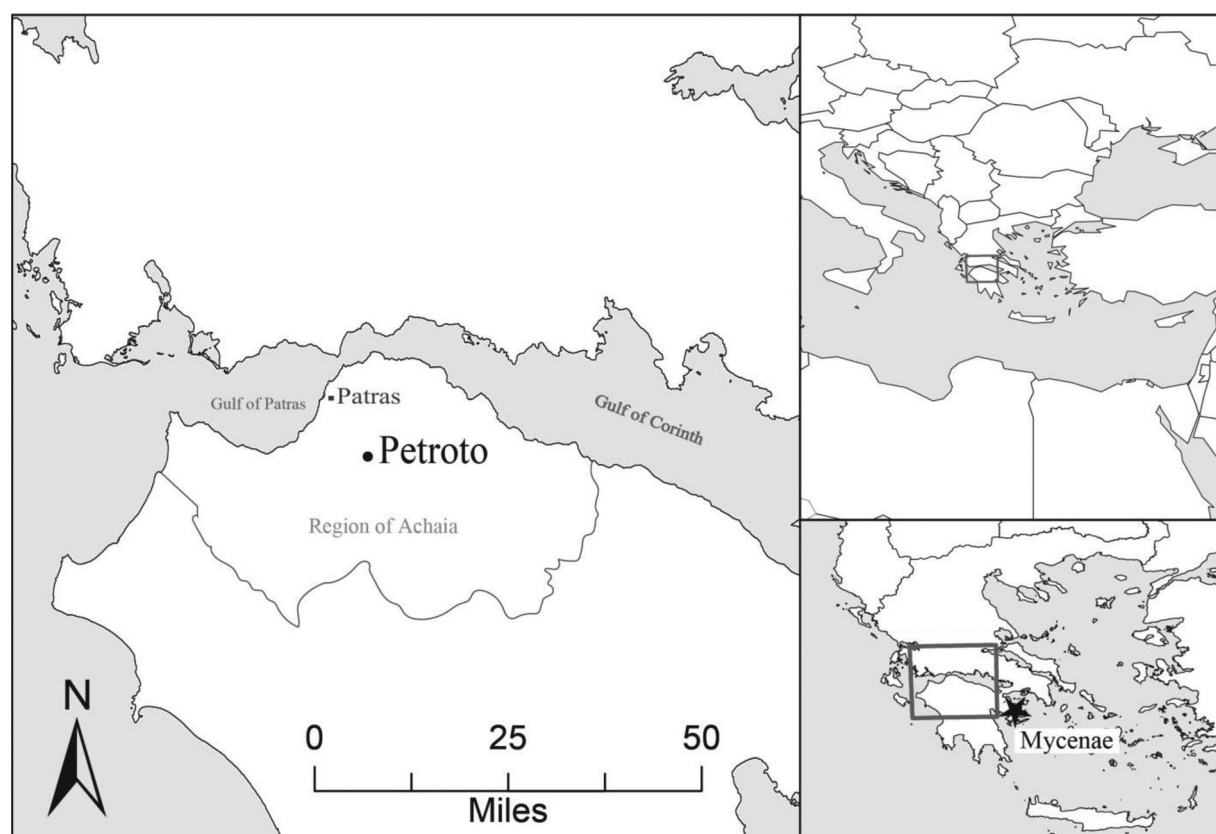 Gulf of Patras
Patras
Gulf of Corinth
Petroto
Region of Achaia
N
0 25 50
Miles
Mycenae